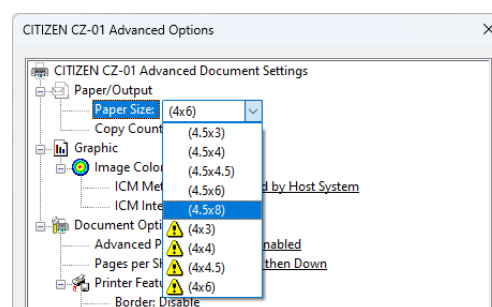 CITIZEN CZ-01 Advanced Options
CITIZEN CZ-01 Advanced Document Settings
Paper/Output
Paper Size: (4x6)
Copy Count
(4.5x3)
(4.5x4)
(4.5x4.5)
(4.5x6)
(4.5x8)
(4x3)
(4x4)
(4x4.5)
(4x6)
Graphic
Image Color
ICM Met
d by Host System
ICM Inte
Document Opti
Advanced P
nabled
Pages per Sh
then Down
Printer Featu
Border: Disable